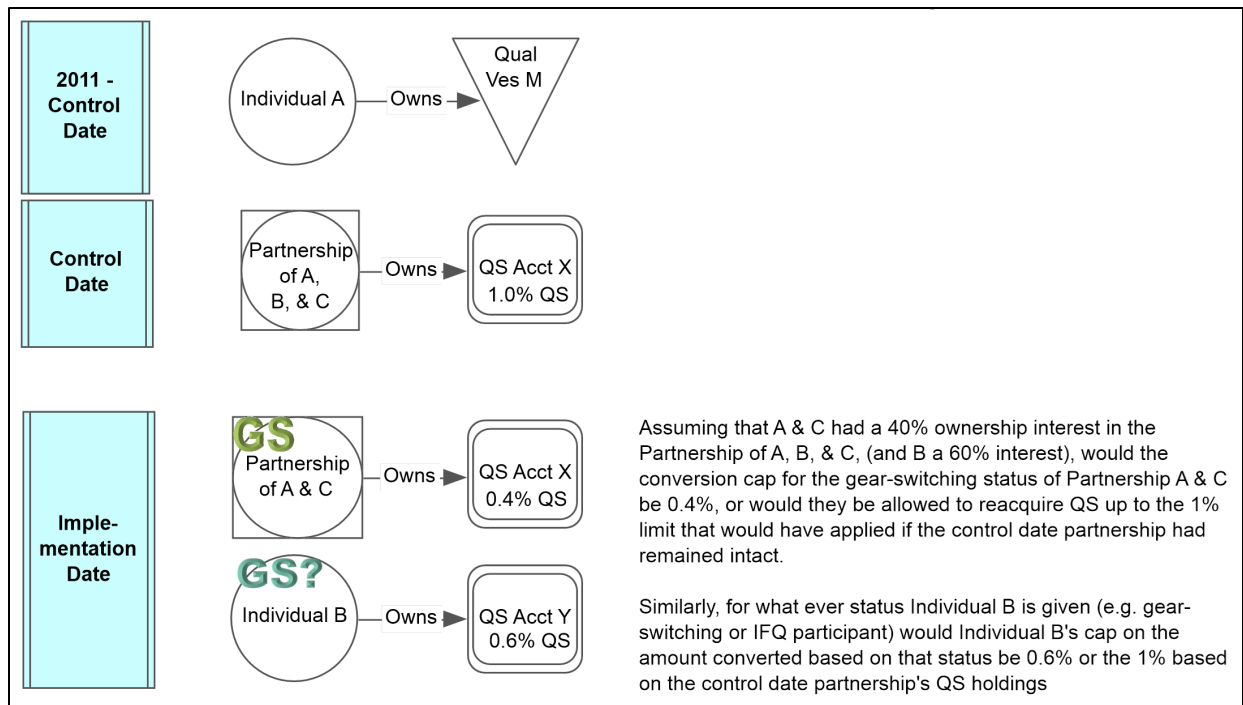 2011 -
Control
Date
Individual A
Owns
Qual
Ves M
Control
Date
Partnership
of A,
B, & C
Owns
QS Acct X
1.0% QS
Imple-
mentation
Date
GS
Partnership
of A & C
Owns
QS Acct X
0.4% QS
GS?
Individual B
Owns
QS Acct Y
0.6% QS
Assuming that A & C had a 40% ownership interest in the
Partnership of A, B, & C, (and B a 60% interest), would the
conversion cap for the gear-switching status of Partnership A & C
be 0.4%, or would they be allowed to reacquire QS up to the 1%
limit that would have applied if the control date partnership had
remained intact.
Similarly, for what ever status Individual B is given (e.g. gear-
switching or IFQ participant) would Individual B's cap on the
amount converted based on that status be 0.6% or the 1% based
on the control date partnership's QS holdings